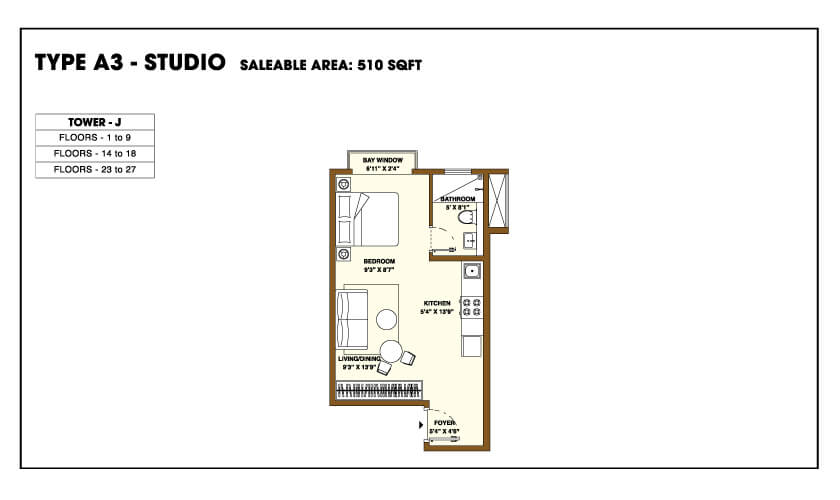 TYPE A3 - STUDIO SALEABLE AREA: 510 SQFT
TOWER - J
FLOORS - 1 to 9
FLOORS - 14 to 18
FLOORS - 23 to 27
BAY WINDOW
6'11" X 2'4"
BATHROOM
5' X 8'1"
BEDROOM
9'3" X 8'7"
KITCHEN
5'4" X 13'9"
LIVING/DINING
9'3" X 13'9"
FOYER
5'4" X 4'6"